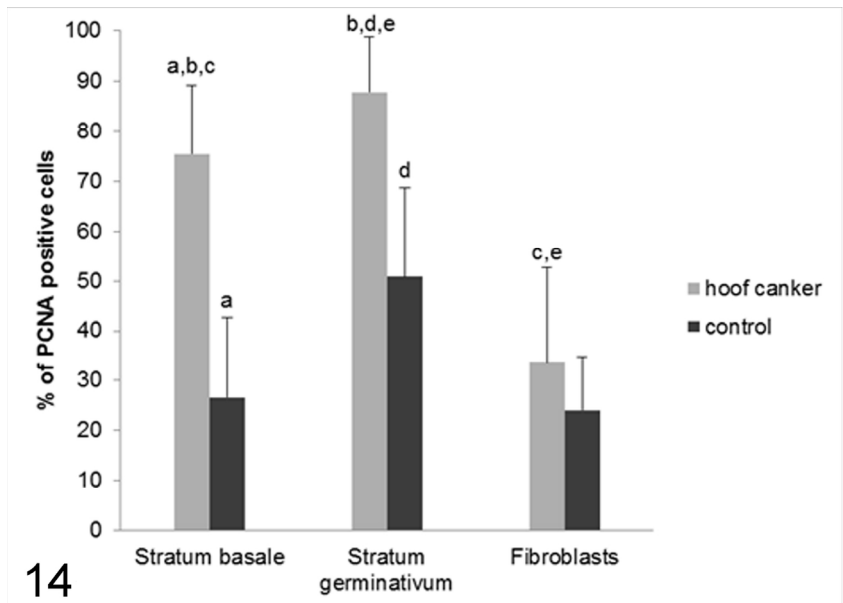 % of PCNA positive cells
100
90
80
70
60
50
40
30
20
10
0
a,b,c
a
b,d,e
d
c,e
Stratum basale
Stratum
germinativum
Fibroblasts
hoof canker
control
14